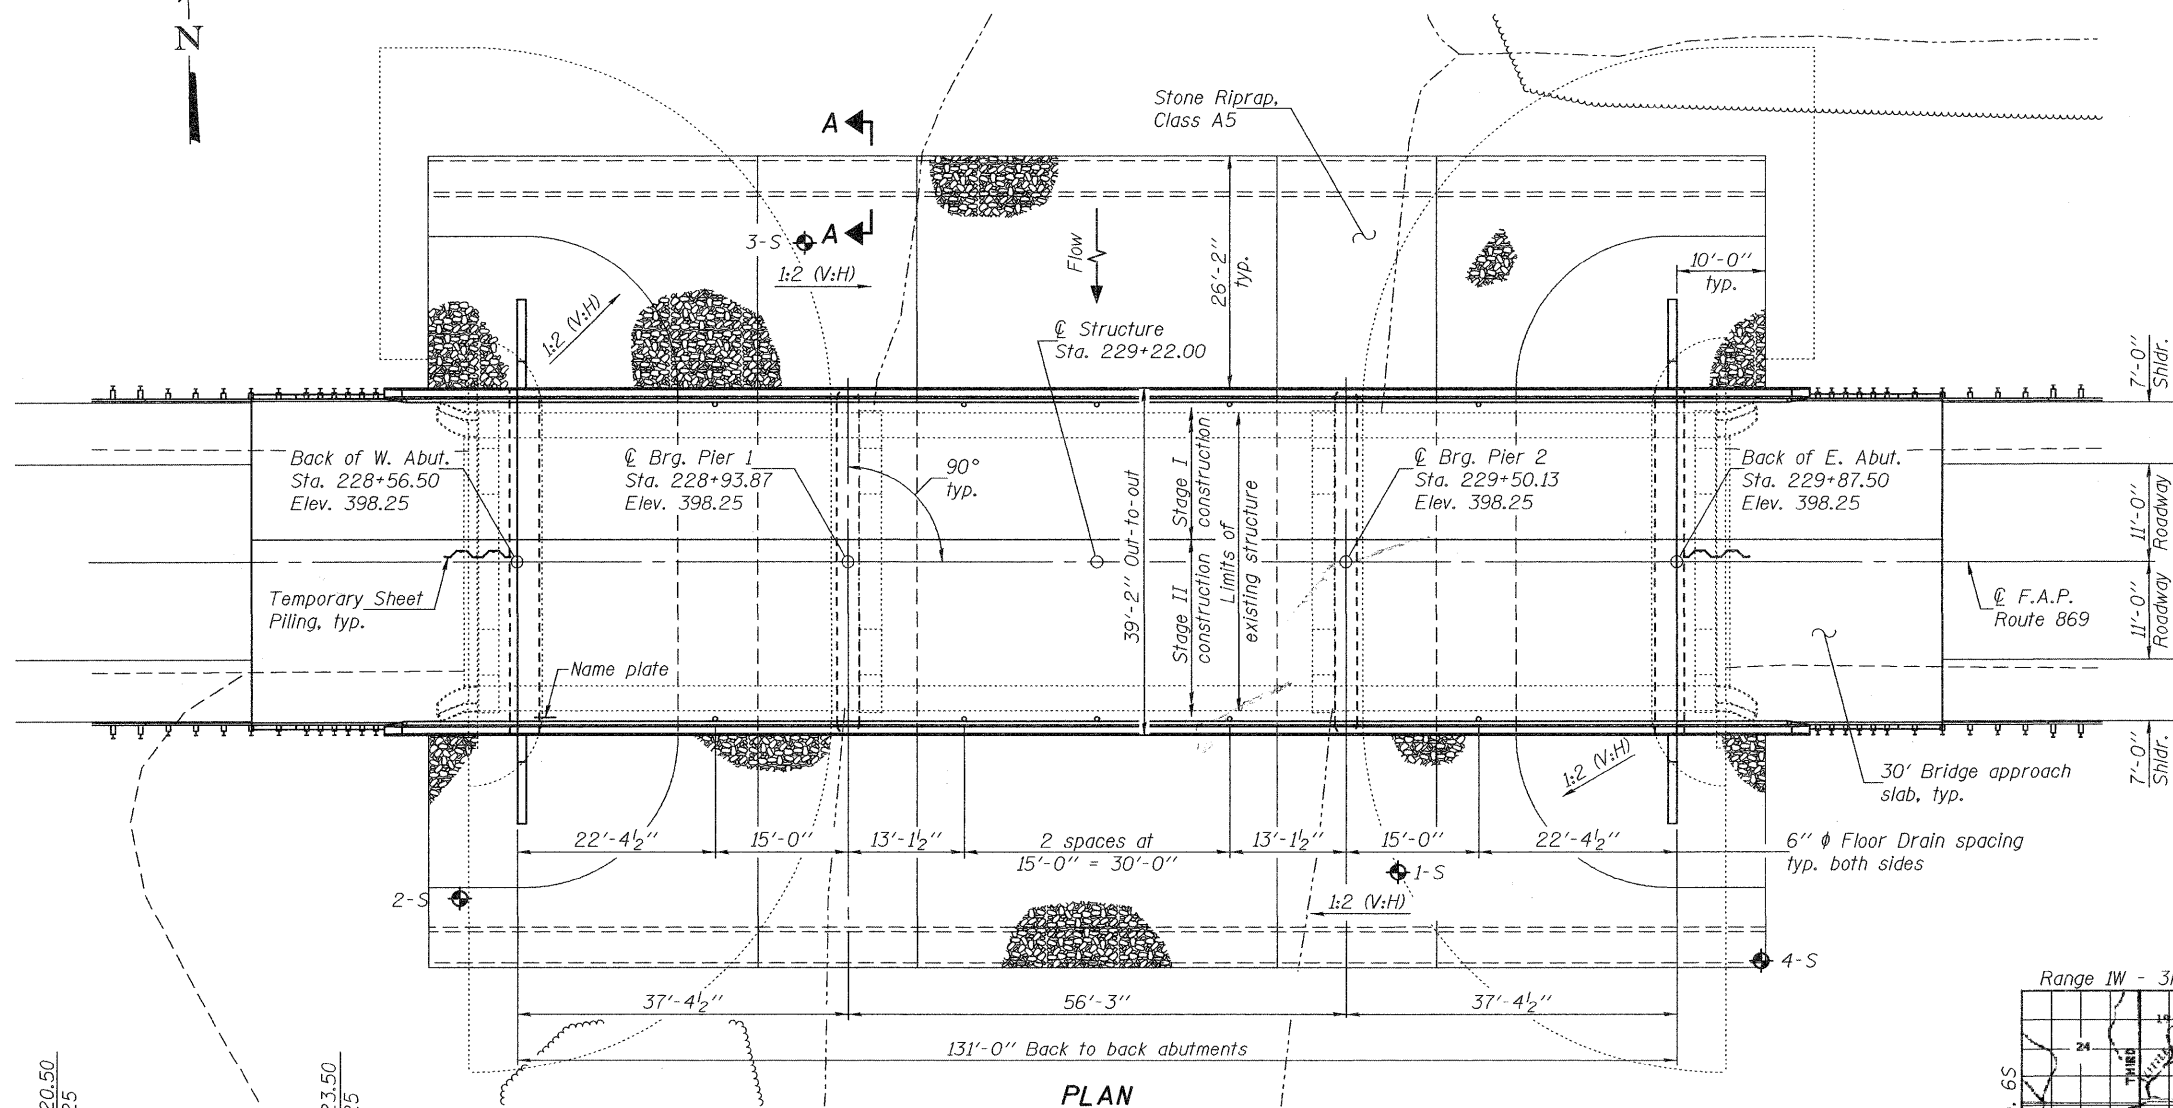 N
A
Stone Riprap,
Class A5
3-S
A
1:2 (V:H)
Flow
26'-2"
typ.
10'-0"
typ.
1:2 (V:H)
℄ Structure
Sta. 229+22.00
7'-0"
Shldr.
Back of W. Abut.
Sta. 228+56.50
Elev. 398.25
℄ Brg. Pier 1
Sta. 228+93.87
Elev. 398.25
90°
typ.
39'-2" Out-to-out
Stage I
construction
Stage II
construction
Limits of
existing structure
℄ Brg. Pier 2
Sta. 229+50.13
Elev. 398.25
Back of E. Abut.
Sta. 229+87.50
Elev. 398.25
11'-0"
Roadway
11'-0"
Roadway
Temporary Sheet
Piling, typ.
℄ F.A.P.
Route 869
Name plate
7'-0"
Shldr.
1:2 (V:H)
30' Bridge approach
slab, typ.
22'-4½"
15'-0"
13'-1½"
2 spaces at
15'-0" = 30'-0"
13'-1½"
15'-0"
22'-4½"
6" ϕ Floor Drain spacing
typ. both sides
2-S
1-S
1:2 (V:H)
4-S
37'-4½"
56'-3"
37'-4½"
131'-0" Back to back abutments
PLAN
Range 1W - 3
24
THIRD
6S
20.50
23.50